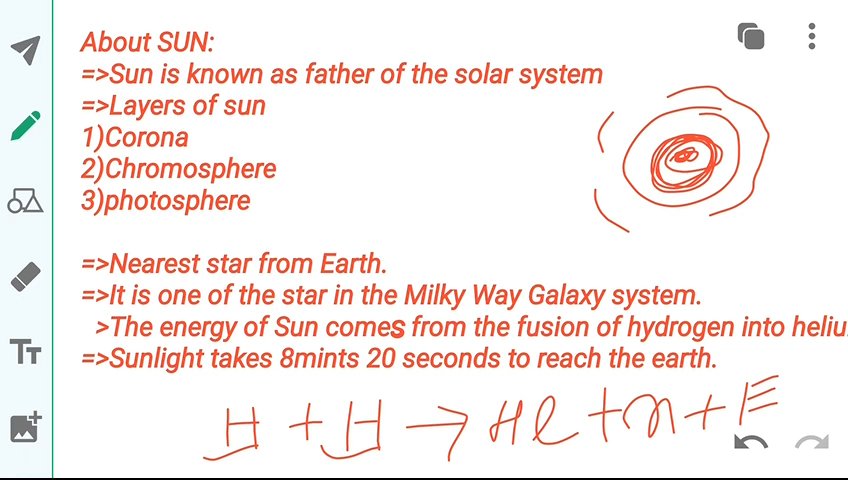 About SUN:
=>Sun is known as father of the solar system
=>Layers of sun
1)Corona
2)Chromosphere
3)photosphere
=>Nearest star from Earth.
=>It is one of the star in the Milky Way Galaxy system.
>The energy of Sun comes from the fusion of hydrogen into heliu
=>Sunlight takes 8mints 20 seconds to reach the earth.
H + H → He + n + E
Tт